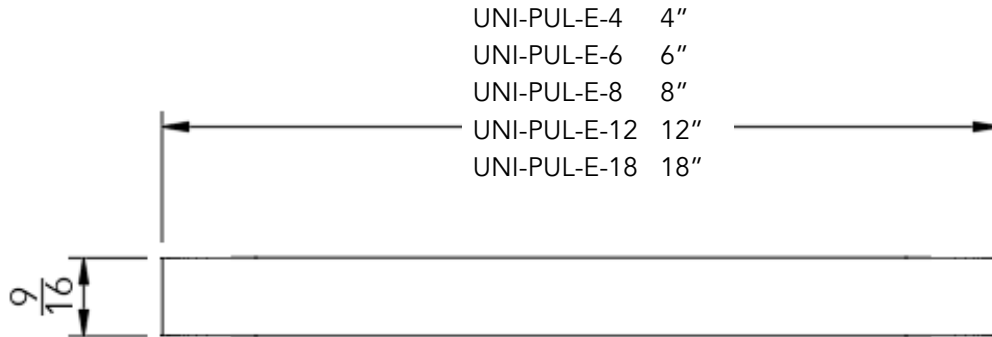 UNI-PUL-E-4 4”
UNI-PUL-E-6 6”
UNI-PUL-E-8 8”
UNI-PUL-E-12 12”
UNI-PUL-E-18 18”
9
16